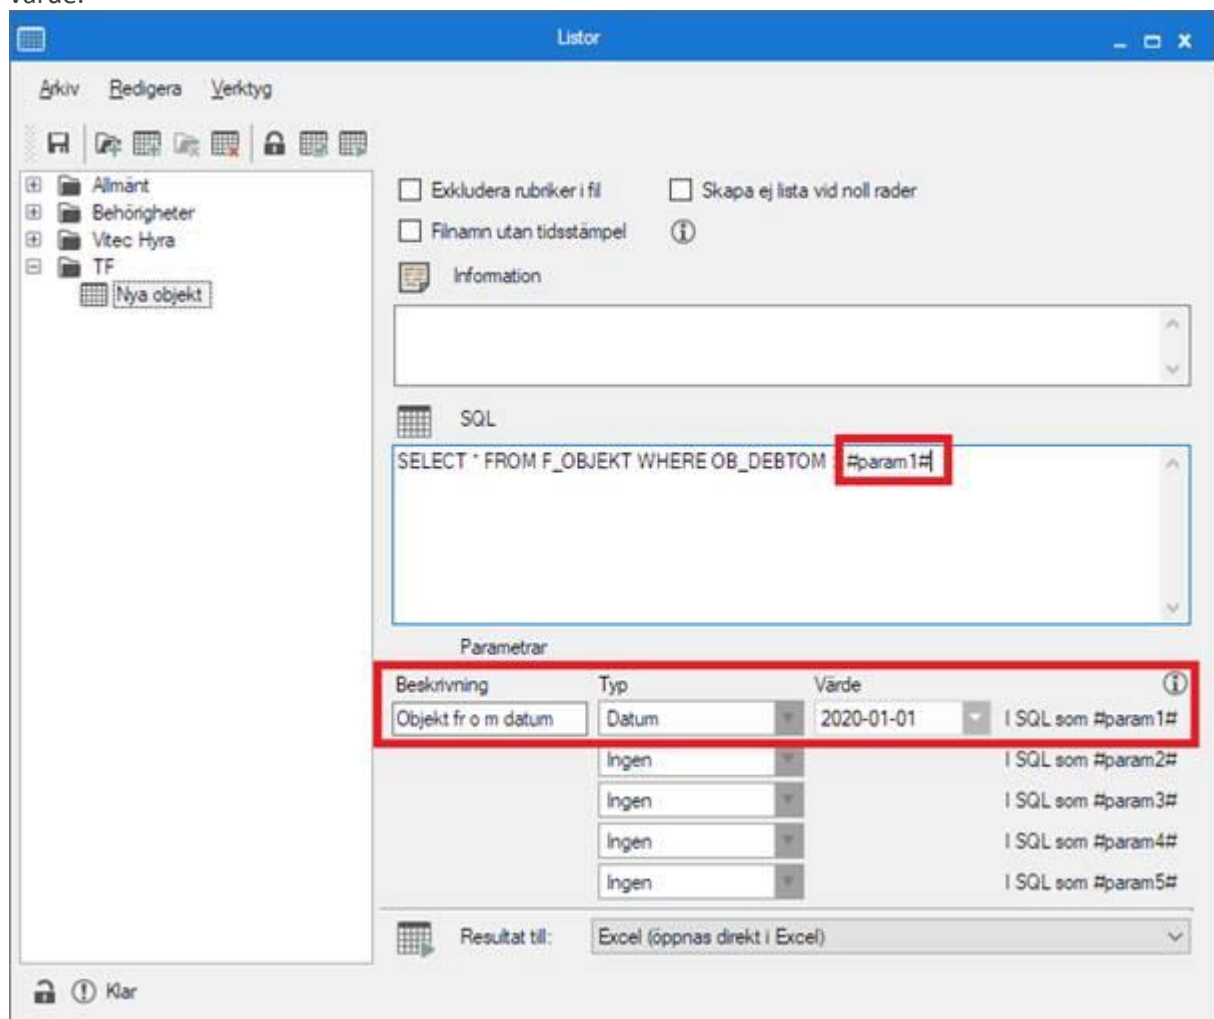 Listor
Arkiv Redigera Verktyg
Allmänt
Behörigheter
Vitec Hyra
TF
Nya objekt
Exkludera rubriker i fil Skapa ej lista vid noll rader
Filnamn utan tidsstämpel
Information
SQL
SELECT * FROM F_OBJEKT WHERE OB_DEBTOM #param1#
Parametrar
Beskrivning Typ Värde
Objekt fr o m datum Datum 2020-01-01 I SQL som #param1#
Ingen I SQL som #param2#
Ingen I SQL som #param3#
Ingen I SQL som #param4#
Ingen I SQL som #param5#
Resultat till: Excel (öppnas direkt i Excel)
Klar